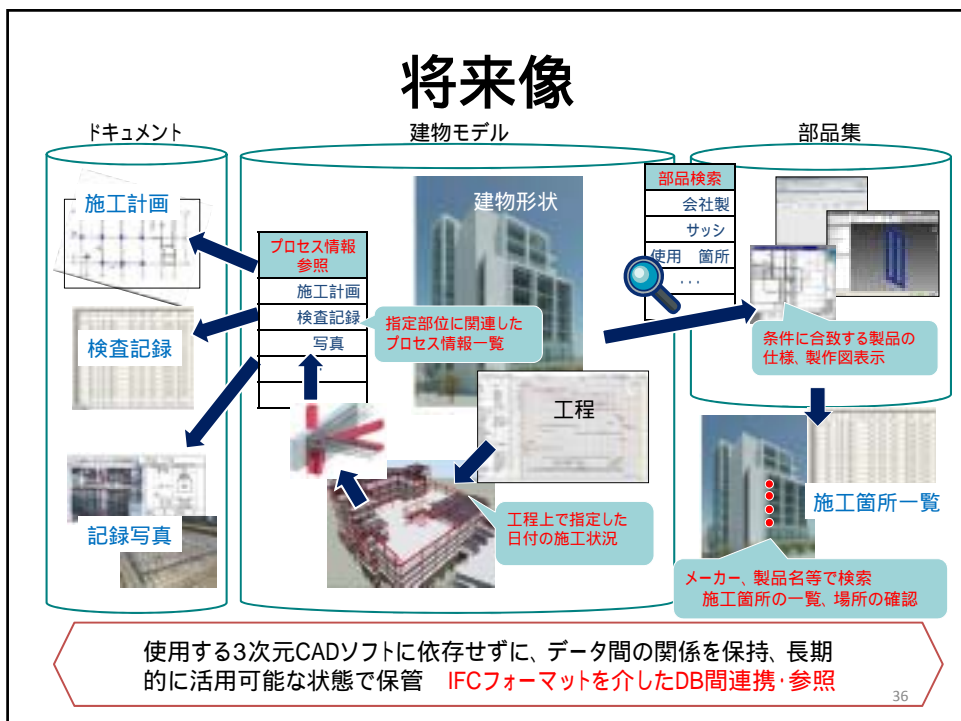 将来像
ドキュメント
建物モデル
部品集
施工計画
検査記録
記録写真
プロセス情報
参照
施工計画
検査記録
写真
指定部位に関連した
プロセス情報一覧
建物形状
工程
工程上で指定した
日付の施工状況
部品検索
会社製
サッシ
使用 箇所
...
条件に合致する製品の
仕様、製作図表示
施工箇所一覧
メーカー、製品名等で検索
施工箇所の一覧、場所の確認
使用する3次元CADソフトに依存せずに、データ間の関係を保持、長期
的に活用可能な状態で保管 IFCフォーマットを介したDB間連携・参照
36